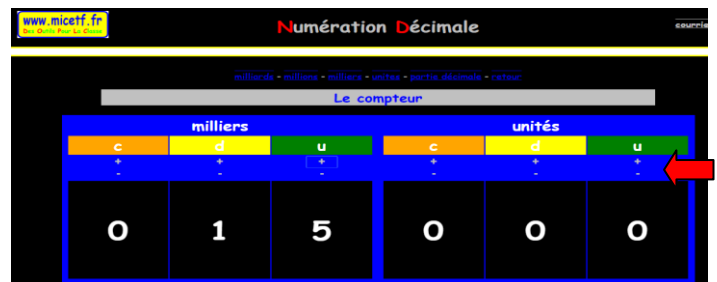 www.micetf.fr
Des Outils Pour La Classe
Numération Décimale
milliards - millions - milliers - unités - partie décimale - retour
Le compteur
milliers unités
c d u c d u
+ + + + + +
- - - - - -
0 1 5 0 0 0